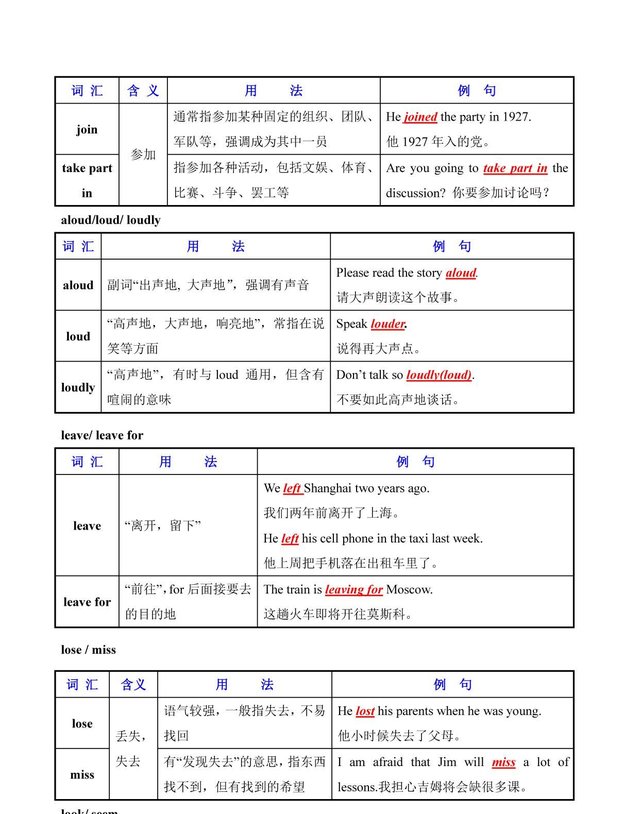 词 汇 含 义 用 法 例 句
join 参加 通常指参加某种固定的组织、团队、 He joined the party in 1927.
军队等，强调成为其中一员 他 1927 年入的党。
take part 指参加各种活动，包括文娱、体育、 Are you going to take part in the
in 比赛、斗争、罢工等 discussion? 你要参加讨论吗？
aloud/loud/ loudly
词 汇 用 法 例 句
aloud 副词“出声地, 大声地”，强调有声音 Please read the story aloud.
请大声朗读这个故事。
loud “高声地，大声地，响亮地”，常指在说 Speak louder.
笑等方面 说得再大声点。
loudly “高声地”，有时与 loud 通用，但含有 Don’t talk so loudly(loud).
喧闹的意味 不要如此高声地谈话。
leave/ leave for
词 汇 用 法 例 句
leave “离开，留下” We left Shanghai two years ago.
我们两年前离开了上海。
He left his cell phone in the taxi last week.
他上周把手机落在出租车里了。
leave for “前往”，for 后面接要去 The train is leaving for Moscow.
的目的地 这趟火车即将开往莫斯科。
lose / miss
词 汇 含义 用 法 例 句
lose 丢失， 语气较强，一般指失去，不易 He lost his parents when he was young.
失去 找回 他小时候失去了父母。
miss 有“发现失去”的意思，指东西 I am afraid that Jim will miss a lot of
找不到，但有找到的希望 lessons.我担心吉姆将会缺很多课。
look/ seem